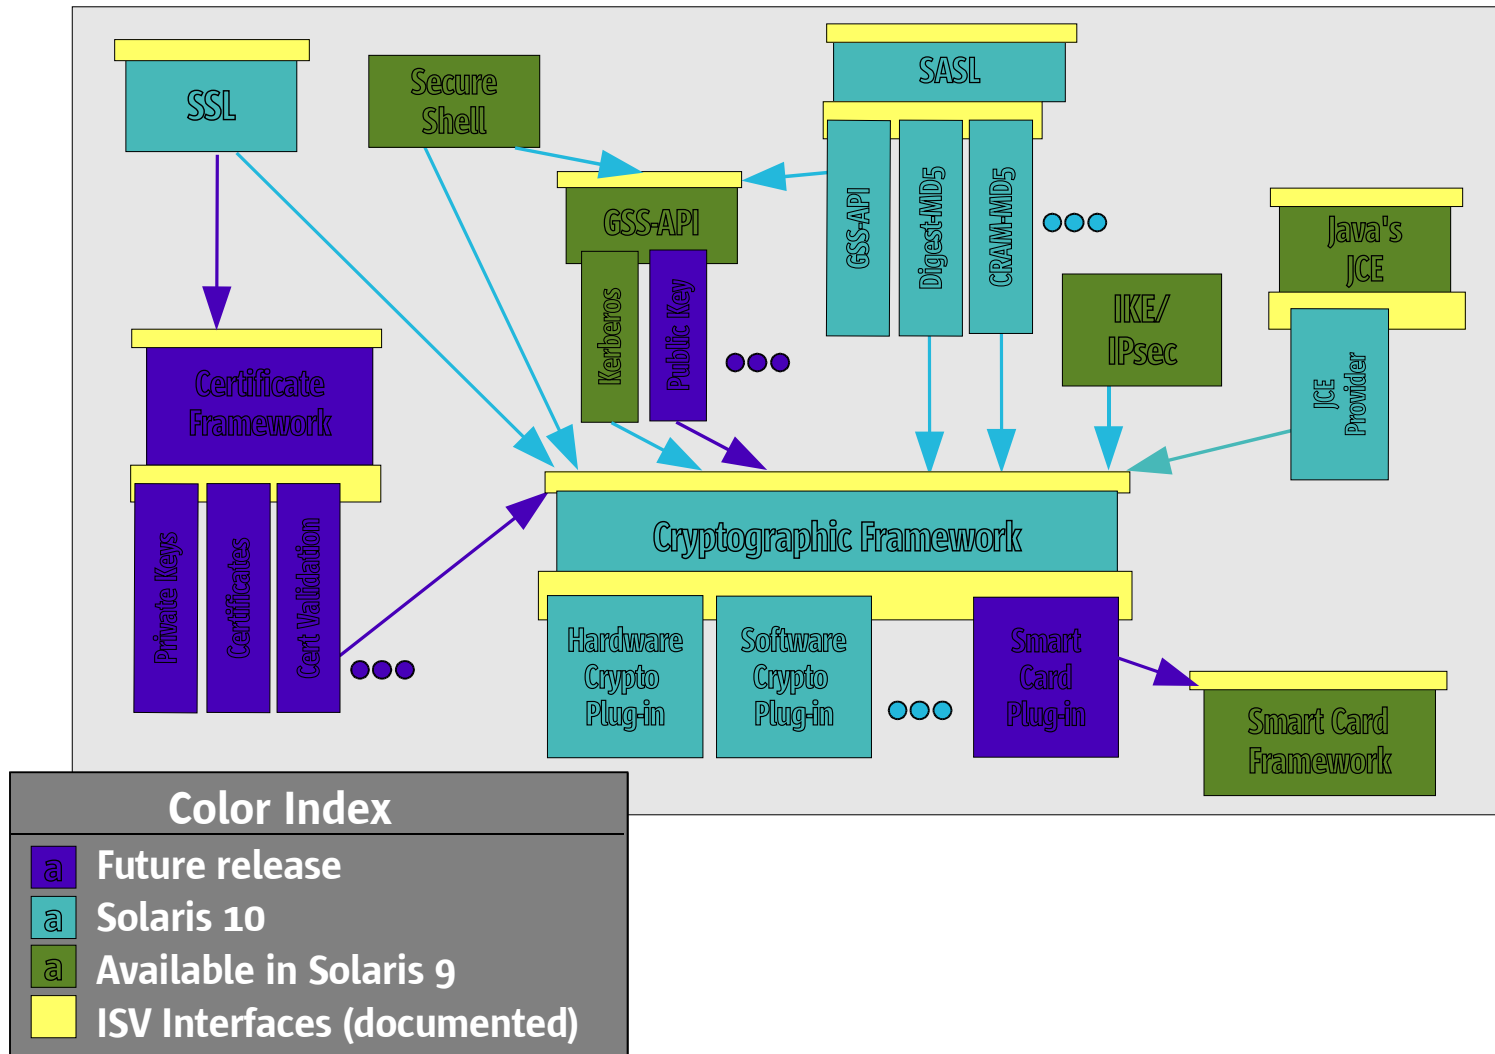 SSL
Secure
Shell
SASL
GSS-API
Digest-MD5
CRAM-MD5
GSS-API
Kerberos
Public Key
Java's
JCE
IKE/
IPsec
JCE
Provider
Certificate
Framework
Private Keys
Certificates
Cert Validation
Cryptographic Framework
Hardware
Crypto
Plug-in
Software
Crypto
Plug-in
Smart
Card
Plug-in
Smart Card
Framework
Color Index
a Future release
a Solaris 10
a Available in Solaris 9
ISV Interfaces (documented)